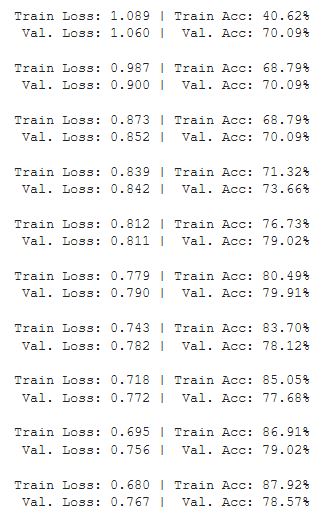 Train Loss: 1.089 | Train Acc: 40.62%
Val. Loss: 1.060 | Val. Acc: 70.09%
Train Loss: 0.987 | Train Acc: 68.79%
Val. Loss: 0.900 | Val. Acc: 70.09%
Train Loss: 0.873 | Train Acc: 68.79%
Val. Loss: 0.852 | Val. Acc: 70.09%
Train Loss: 0.839 | Train Acc: 71.32%
Val. Loss: 0.842 | Val. Acc: 73.66%
Train Loss: 0.812 | Train Acc: 76.73%
Val. Loss: 0.811 | Val. Acc: 79.02%
Train Loss: 0.779 | Train Acc: 80.49%
Val. Loss: 0.790 | Val. Acc: 79.91%
Train Loss: 0.743 | Train Acc: 83.70%
Val. Loss: 0.782 | Val. Acc: 78.12%
Train Loss: 0.718 | Train Acc: 85.05%
Val. Loss: 0.772 | Val. Acc: 77.68%
Train Loss: 0.695 | Train Acc: 86.91%
Val. Loss: 0.756 | Val. Acc: 79.02%
Train Loss: 0.680 | Train Acc: 87.92%
Val. Loss: 0.767 | Val. Acc: 78.57%